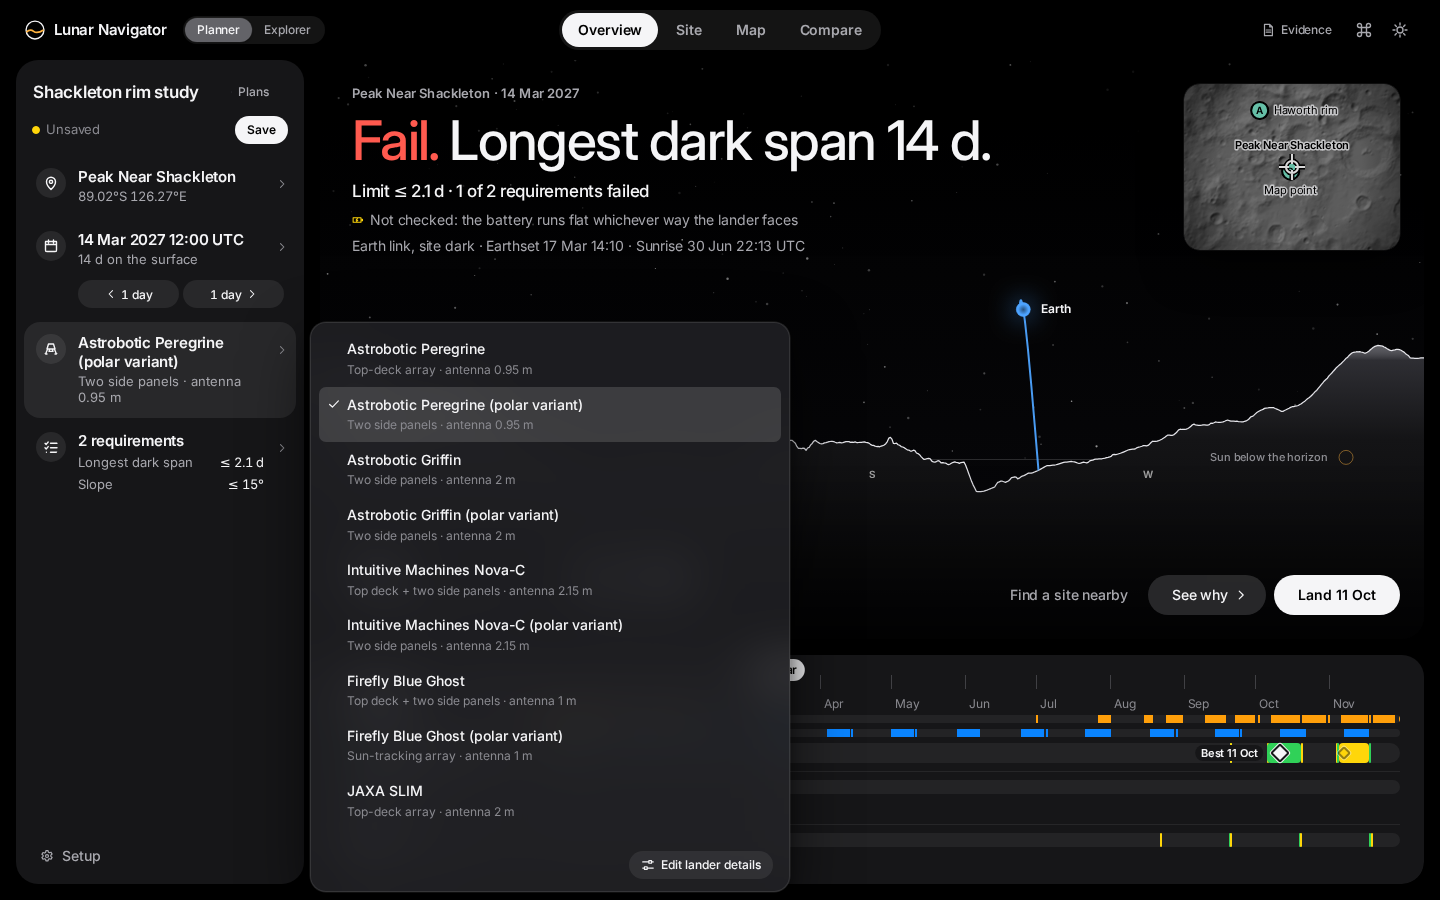 Lunar Navigator
Planner
Explorer
Overview
Site
Map
Compare
Evidence
Shackleton rim study
Plans
Unsaved
Save
Peak Near Shackleton
89.02°S 126.27°E
14 Mar 2027 12:00 UTC
14 d on the surface
1 day
1 day
Astrobotic Peregrine
(polar variant)
Two side panels · antenna
0.95 m
2 requirements
Longest dark span ≤ 2.1 d
Slope ≤ 15°
Setup
Peak Near Shackleton · 14 Mar 2027
Fail. Longest dark span 14 d.
Limit ≤ 2.1 d · 1 of 2 requirements failed
Not checked: the battery runs flat whichever way the lander faces
Earth link, site dark · Earthset 17 Mar 14:10 · Sunrise 30 Jun 22:13 UTC
A Haworth rim
Peak Near Shackleton
Map point
Earth
S
W
Sun below the horizon
Astrobotic Peregrine
Top-deck array · antenna 0.95 m
Astrobotic Peregrine (polar variant)
Two side panels · antenna 0.95 m
Astrobotic Griffin
Two side panels · antenna 2 m
Astrobotic Griffin (polar variant)
Two side panels · antenna 2 m
Intuitive Machines Nova-C
Top deck + two side panels · antenna 2.15 m
Intuitive Machines Nova-C (polar variant)
Two side panels · antenna 2.15 m
Firefly Blue Ghost
Top deck + two side panels · antenna 1 m
Firefly Blue Ghost (polar variant)
Sun-tracking array · antenna 1 m
JAXA SLIM
Top-deck array · antenna 2 m
Edit lander details
Find a site nearby
See why
Land 11 Oct
ar
Apr
May
Jun
Jul
Aug
Sep
Oct
Nov
Best 11 Oct